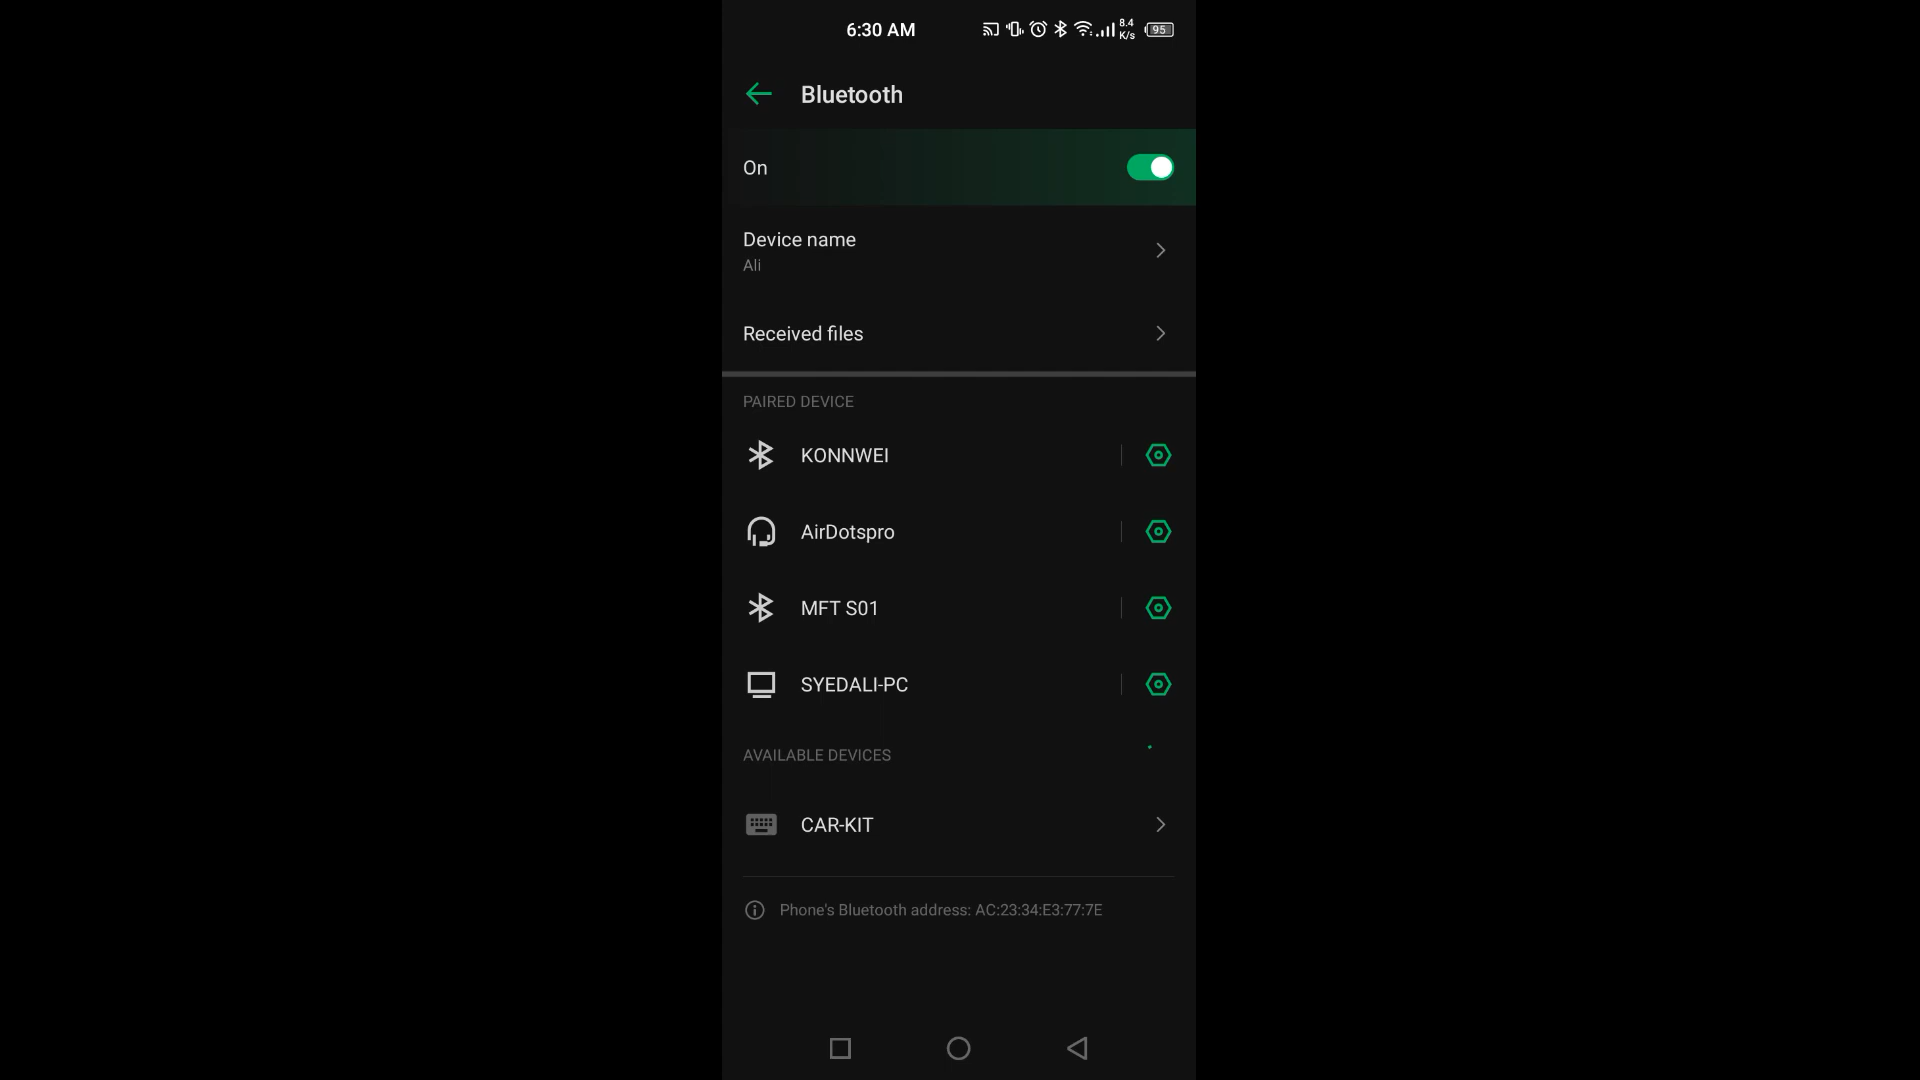 6:30 AM
8.4
K/s
95
Bluetooth
On
Device name
Ali
Received files
PAIRED DEVICE
KONNWEI
AirDotspro
MFT S01
SYEDALI-PC
AVAILABLE DEVICES
CAR-KIT
Phone's Bluetooth address: AC:23:34:E3:77:7E